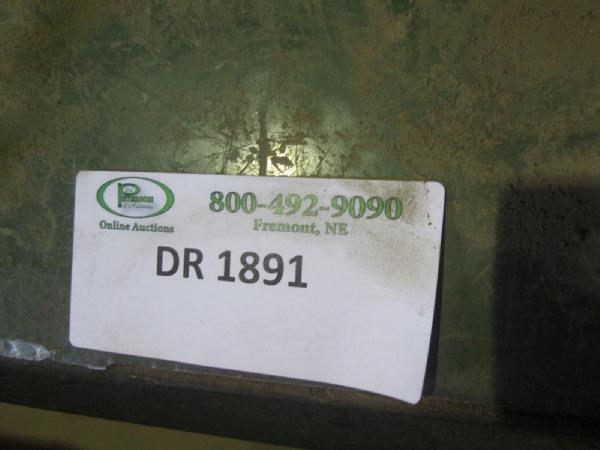 800-492-9090
Fremont, NE
Online Auctions
DR 1891